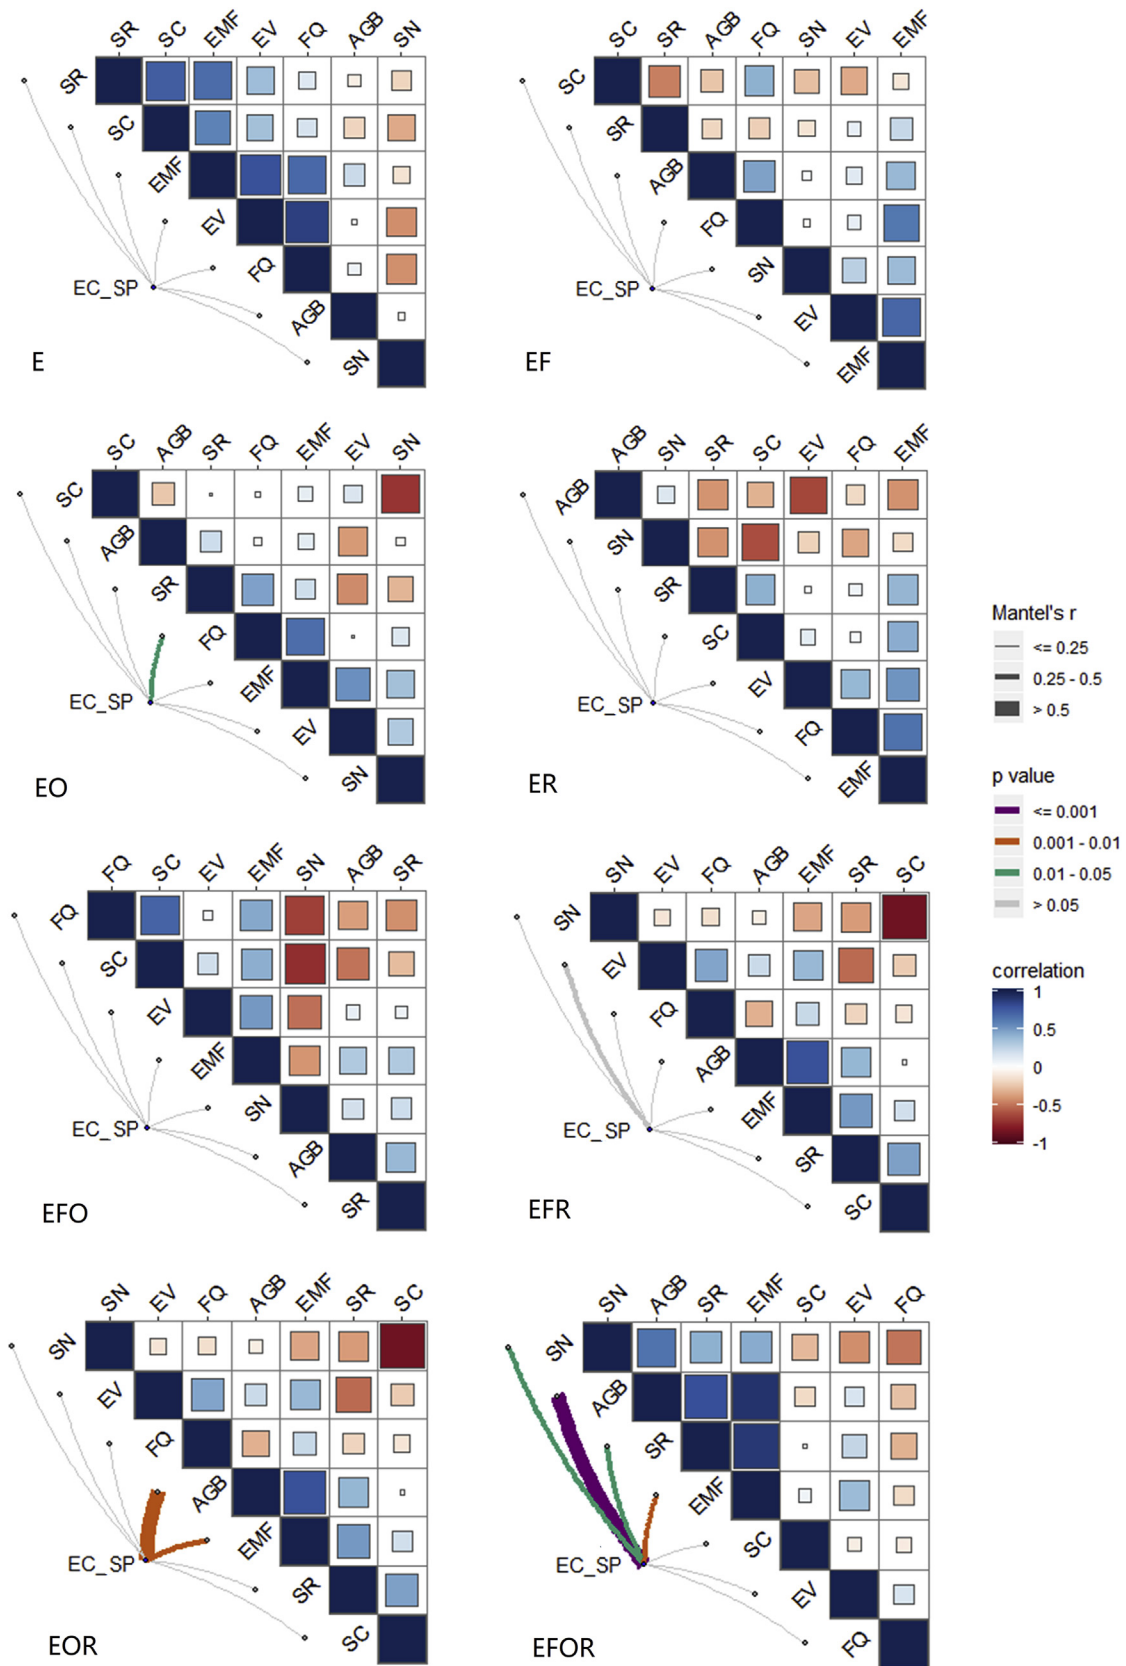 SR SC EMF EV FQ AGB SN
SR
SC
EMF
EV
FQ
AGB
SN
EC_SP
E
SC SR AGB FQ SN EV EMF
SC
SR
AGB
FQ
SN
EV
EMF
EC_SP
EF
SC AGB SR FQ EMF EV SN
SC
AGB
SR
FQ
EMF
EV
SN
EC_SP
EO
AGB SN SR SC EV FQ EMF
AGB
SN
SR
SC
EV
FQ
EMF
EC_SP
ER
Mantel's r
<= 0.25
0.25 - 0.5
> 0.5
p value
<= 0.001
0.001 - 0.01
0.01 - 0.05
> 0.05
correlation
1
0.5
0
-0.5
-1
FQ SC EV EMF SN AGB SR
FQ
SC
EV
EMF
SN
AGB
SR
EC_SP
EFO
SN EV FQ AGB EMF SR SC
SN
EV
FQ
AGB
EMF
SR
SC
EC_SP
EFR
SN EV FQ AGB EMF SR SC
SN
EV
FQ
AGB
EMF
SR
SC
EC_SP
EOR
SN AGB SR EMF SC EV FQ
SN
AGB
SR
EMF
SC
EV
FQ
EC_SP
EFOR